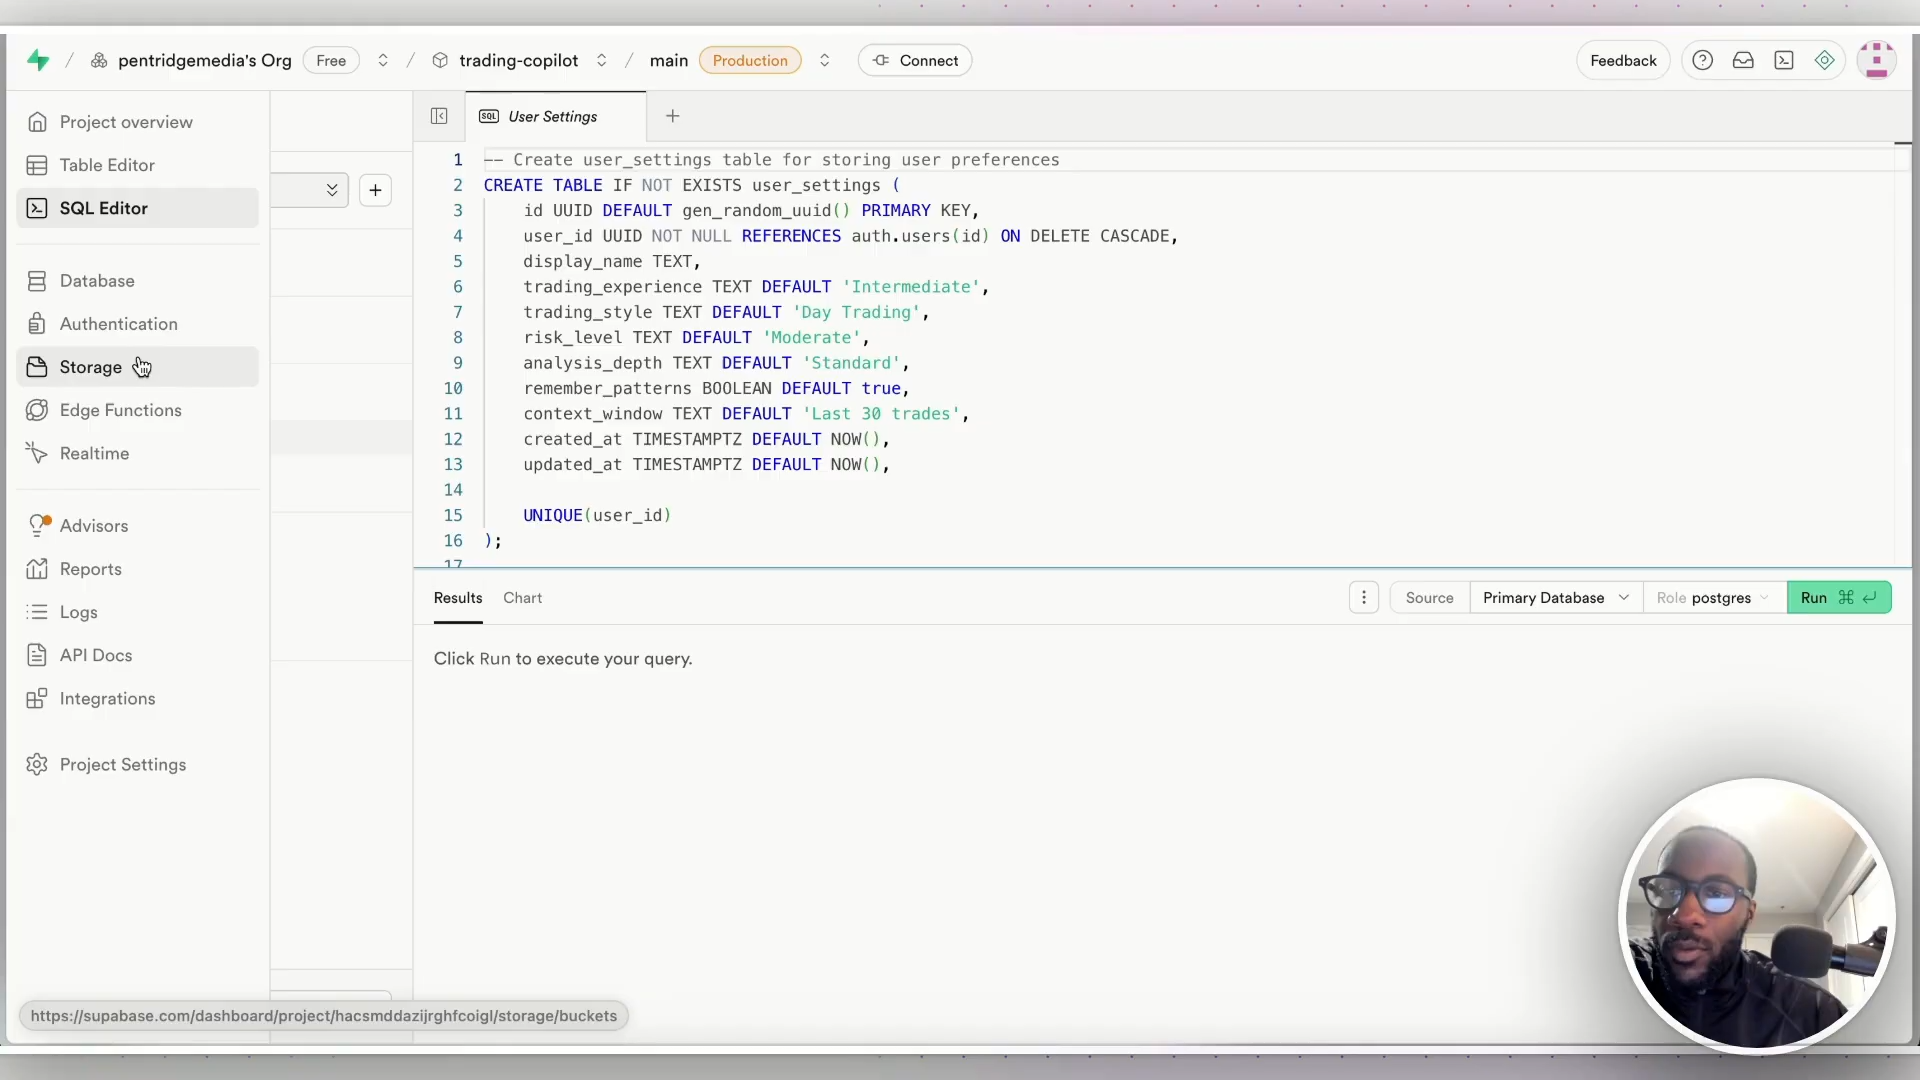 / pentridgemedia's Org Free / trading-copilot / main Production Connect Feedback
Project overview
Table Editor
SQL Editor
Database
Authentication
Storage
Edge Functions
Realtime
Advisors
Reports
Logs
API Docs
Integrations
Project Settings
SQL User Settings
1 -- Create user_settings table for storing user preferences
2 CREATE TABLE IF NOT EXISTS user_settings (
3 id UUID DEFAULT gen_random_uuid() PRIMARY KEY,
4 user_id UUID NOT NULL REFERENCES auth.users(id) ON DELETE CASCADE,
5 display_name TEXT,
6 trading_experience TEXT DEFAULT 'Intermediate',
7 trading_style TEXT DEFAULT 'Day Trading',
8 risk_level TEXT DEFAULT 'Moderate',
9 analysis_depth TEXT DEFAULT 'Standard',
10 remember_patterns BOOLEAN DEFAULT true,
11 context_window TEXT DEFAULT 'Last 30 trades',
12 created_at TIMESTAMPTZ DEFAULT NOW(),
13 updated_at TIMESTAMPTZ DEFAULT NOW(),
14
15 UNIQUE(user_id)
16 );
17
Results Chart Source Primary Database Role postgres Run ⌘ ↵
Click Run to execute your query.
https://supabase.com/dashboard/project/hacsmddazijrghfcoigl/storage/buckets